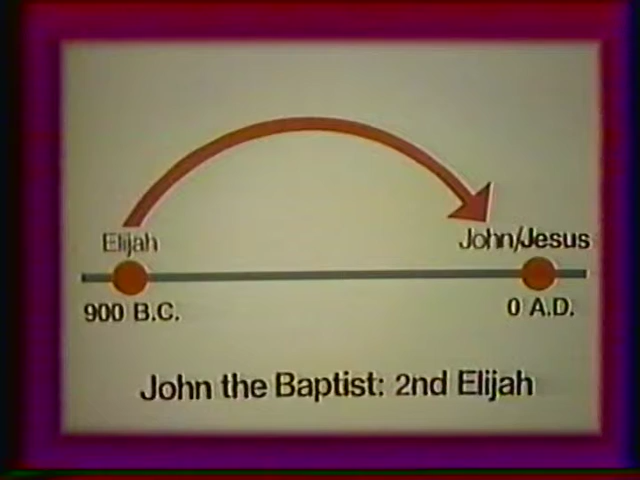 Elijah
John/Jesus
900 B.C.
0 A.D.
John the Baptist: 2nd Elijah